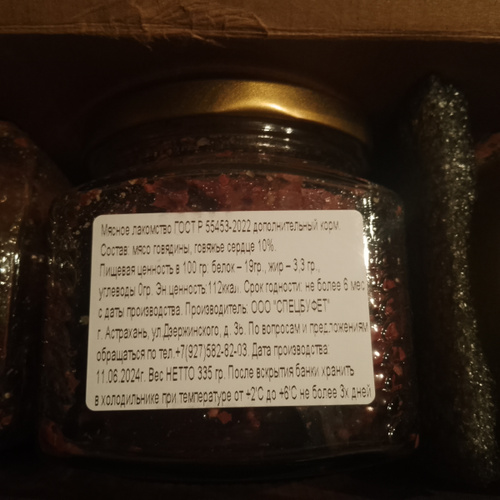 Мясное лакомство ГОСТ Р 55453-2022 дополнительный корм.
Состав: мясо говядины, говяжье сердце 10%.
Пищевая ценность в 100 гр: белок – 19гр., жир – 3,3 гр.,
углеводы 0гр. Эн.ценность 112ккал. Срок годности: не более 6 мес
с даты производства. Производитель: ООО "СПЕЦБУФЕТ"
г. Астрахань, ул Дзержинского, д. 3Б. По вопросам и предложениям
обращаться по тел.+7(927)582-82-03. Дата производства
11.06.2024г. Вес НЕТТО 335 гр. После вскрытия банки хранить
в холодильнике при температуре от +2°С до +6°С не более 3х дней